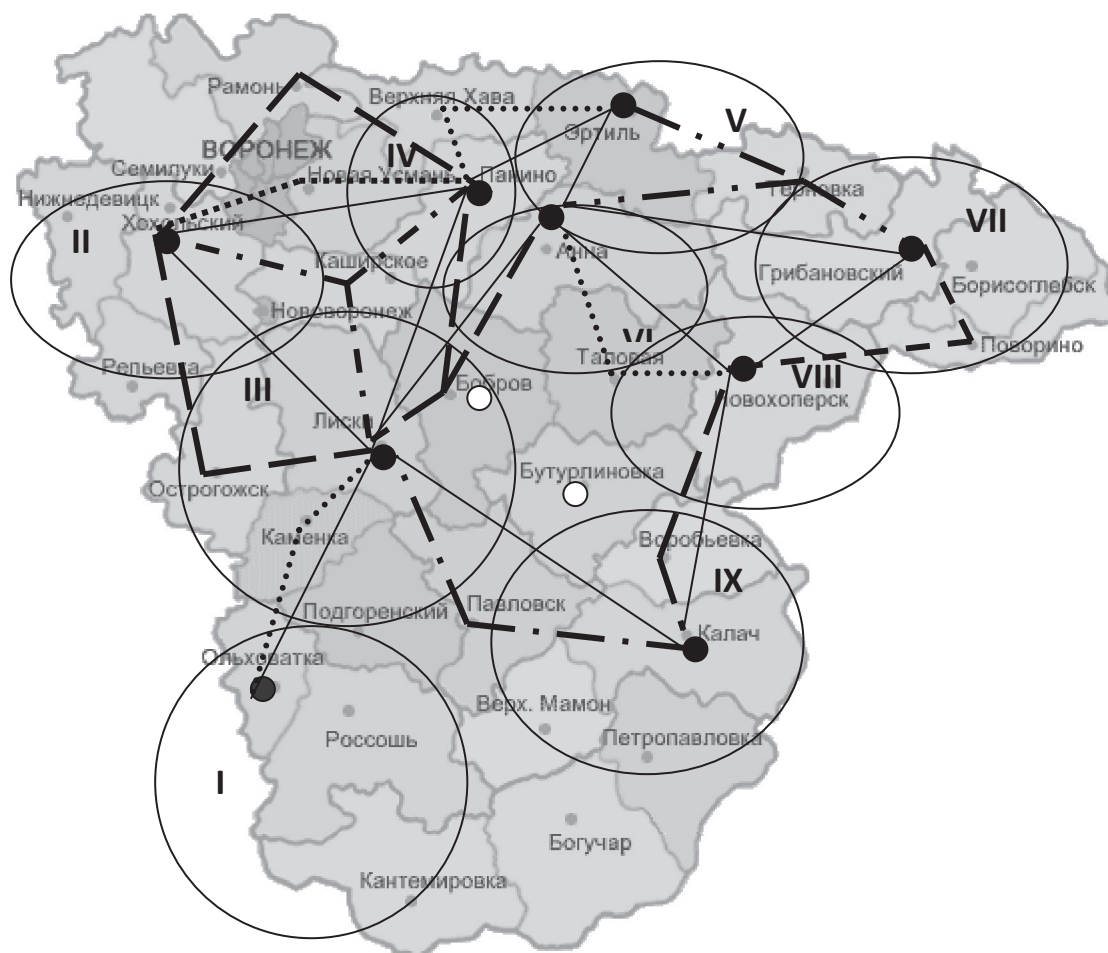 Рамонь
Верхняя Хава
Эртиль
V
ВОРОНЕЖ
IV
Семилуки
Новая Усмань
Панино
Терновка
Нижнедевицк
Хохольский
VII
II
Анна
Каширское
Грибановский
Борисоглебск
Нововоронеж
VI
Таловая
Поворино
Репьевка
III
Бобров
VIII
Новохоперск
Лиски
Бутурлиновка
Острогожск
Каменка
Воробьевка
IX
Подгоренский
Павловск
Калач
Ольховатка
Верх. Мамон
Россошь
Петропавловка
I
Богучар
Кантемировка